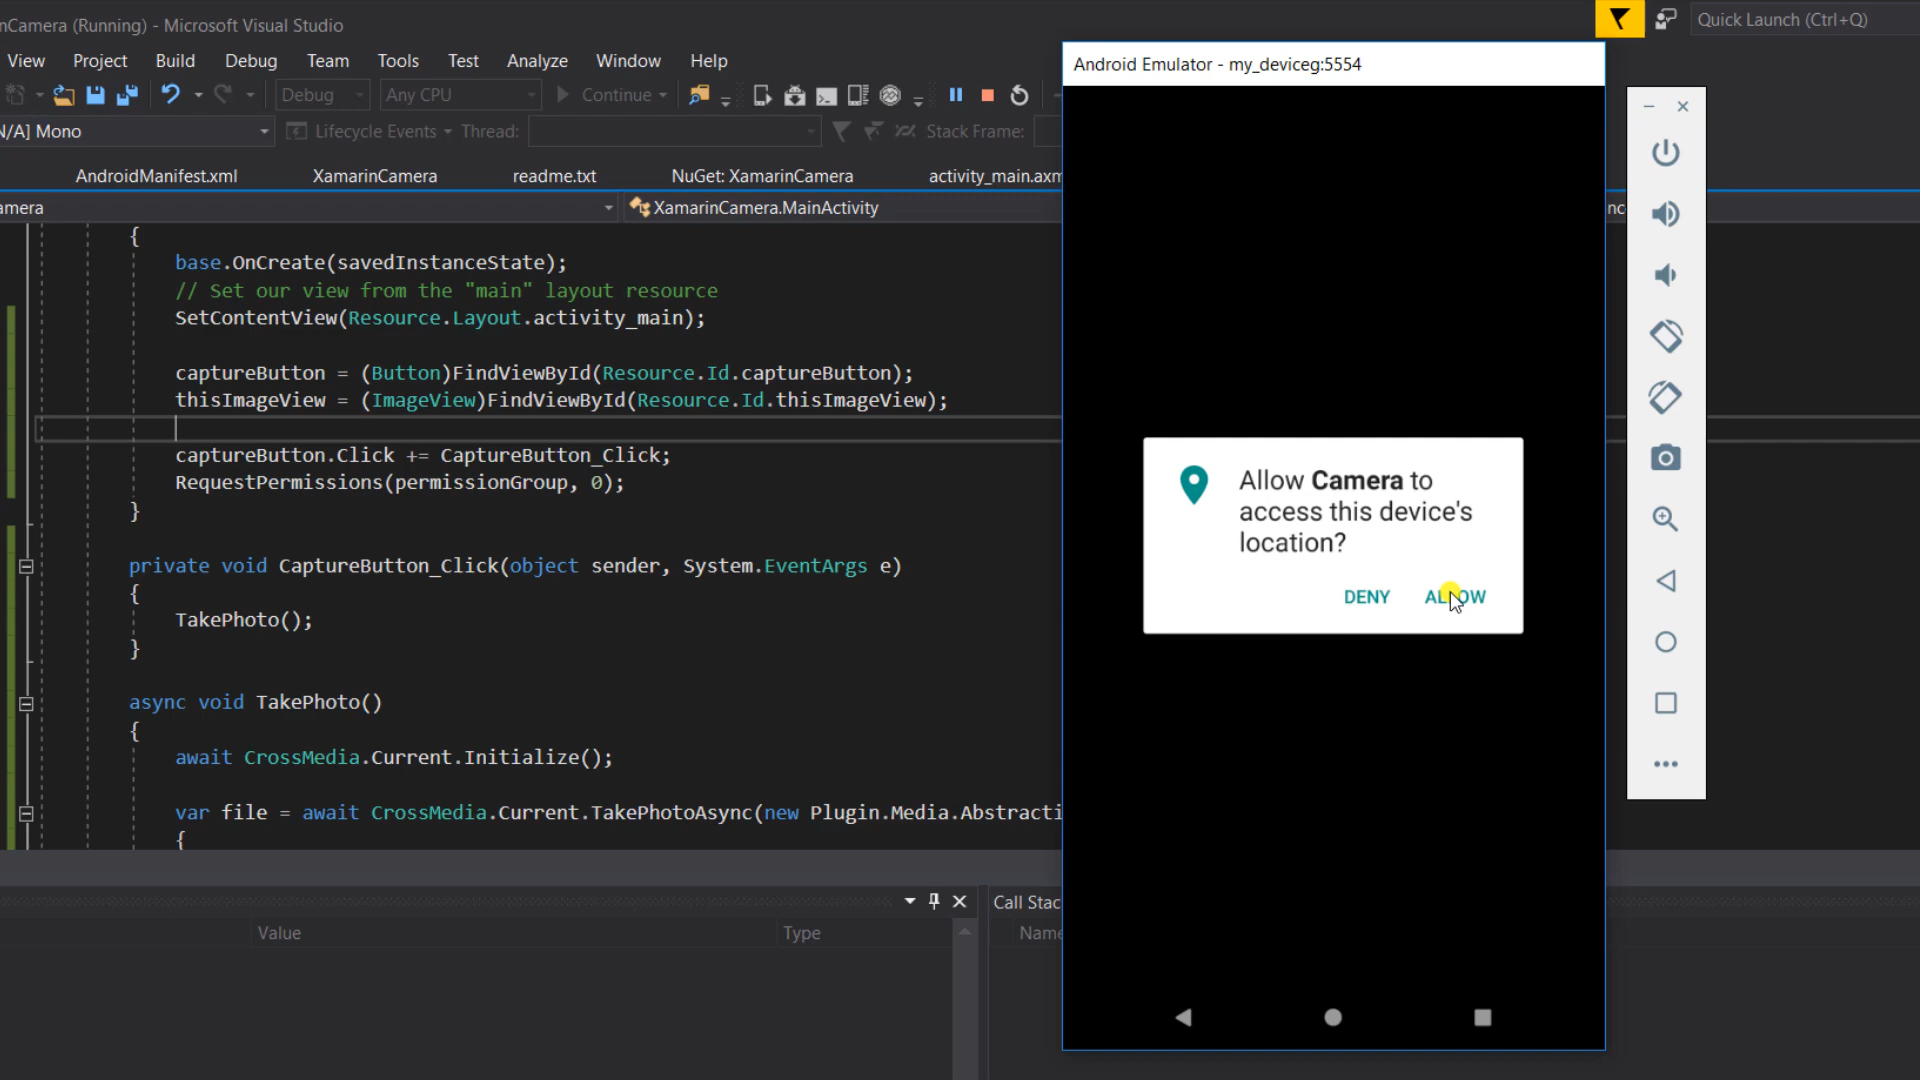 nCamera (Running) - Microsoft Visual Studio
Quick Launch (Ctrl+Q)
View Project Build Debug Team Tools Test Analyze Window Help
Debug Any CPU Continue
N/A] Mono Lifecycle Events Thread: Stack Frame:
AndroidManifest.xml XamarinCamera readme.txt NuGet: XamarinCamera activity_main.axm
amera XamarinCamera.MainActivity
{
base.OnCreate(savedInstanceState);
// Set our view from the "main" layout resource
SetContentView(Resource.Layout.activity_main);
captureButton = (Button)FindViewById(Resource.Id.captureButton);
thisImageView = (ImageView)FindViewById(Resource.Id.thisImageView);
captureButton.Click += CaptureButton_Click;
RequestPermissions(permissionGroup, 0);
}
private void CaptureButton_Click(object sender, System.EventArgs e)
{
TakePhoto();
}
async void TakePhoto()
{
await CrossMedia.Current.Initialize();
var file = await CrossMedia.Current.TakePhotoAsync(new Plugin.Media.Abstracti
{
Value Type
Call Stac
Name
Android Emulator - my_deviceg:5554
Allow Camera to
access this device's
location?
DENY ALLOW